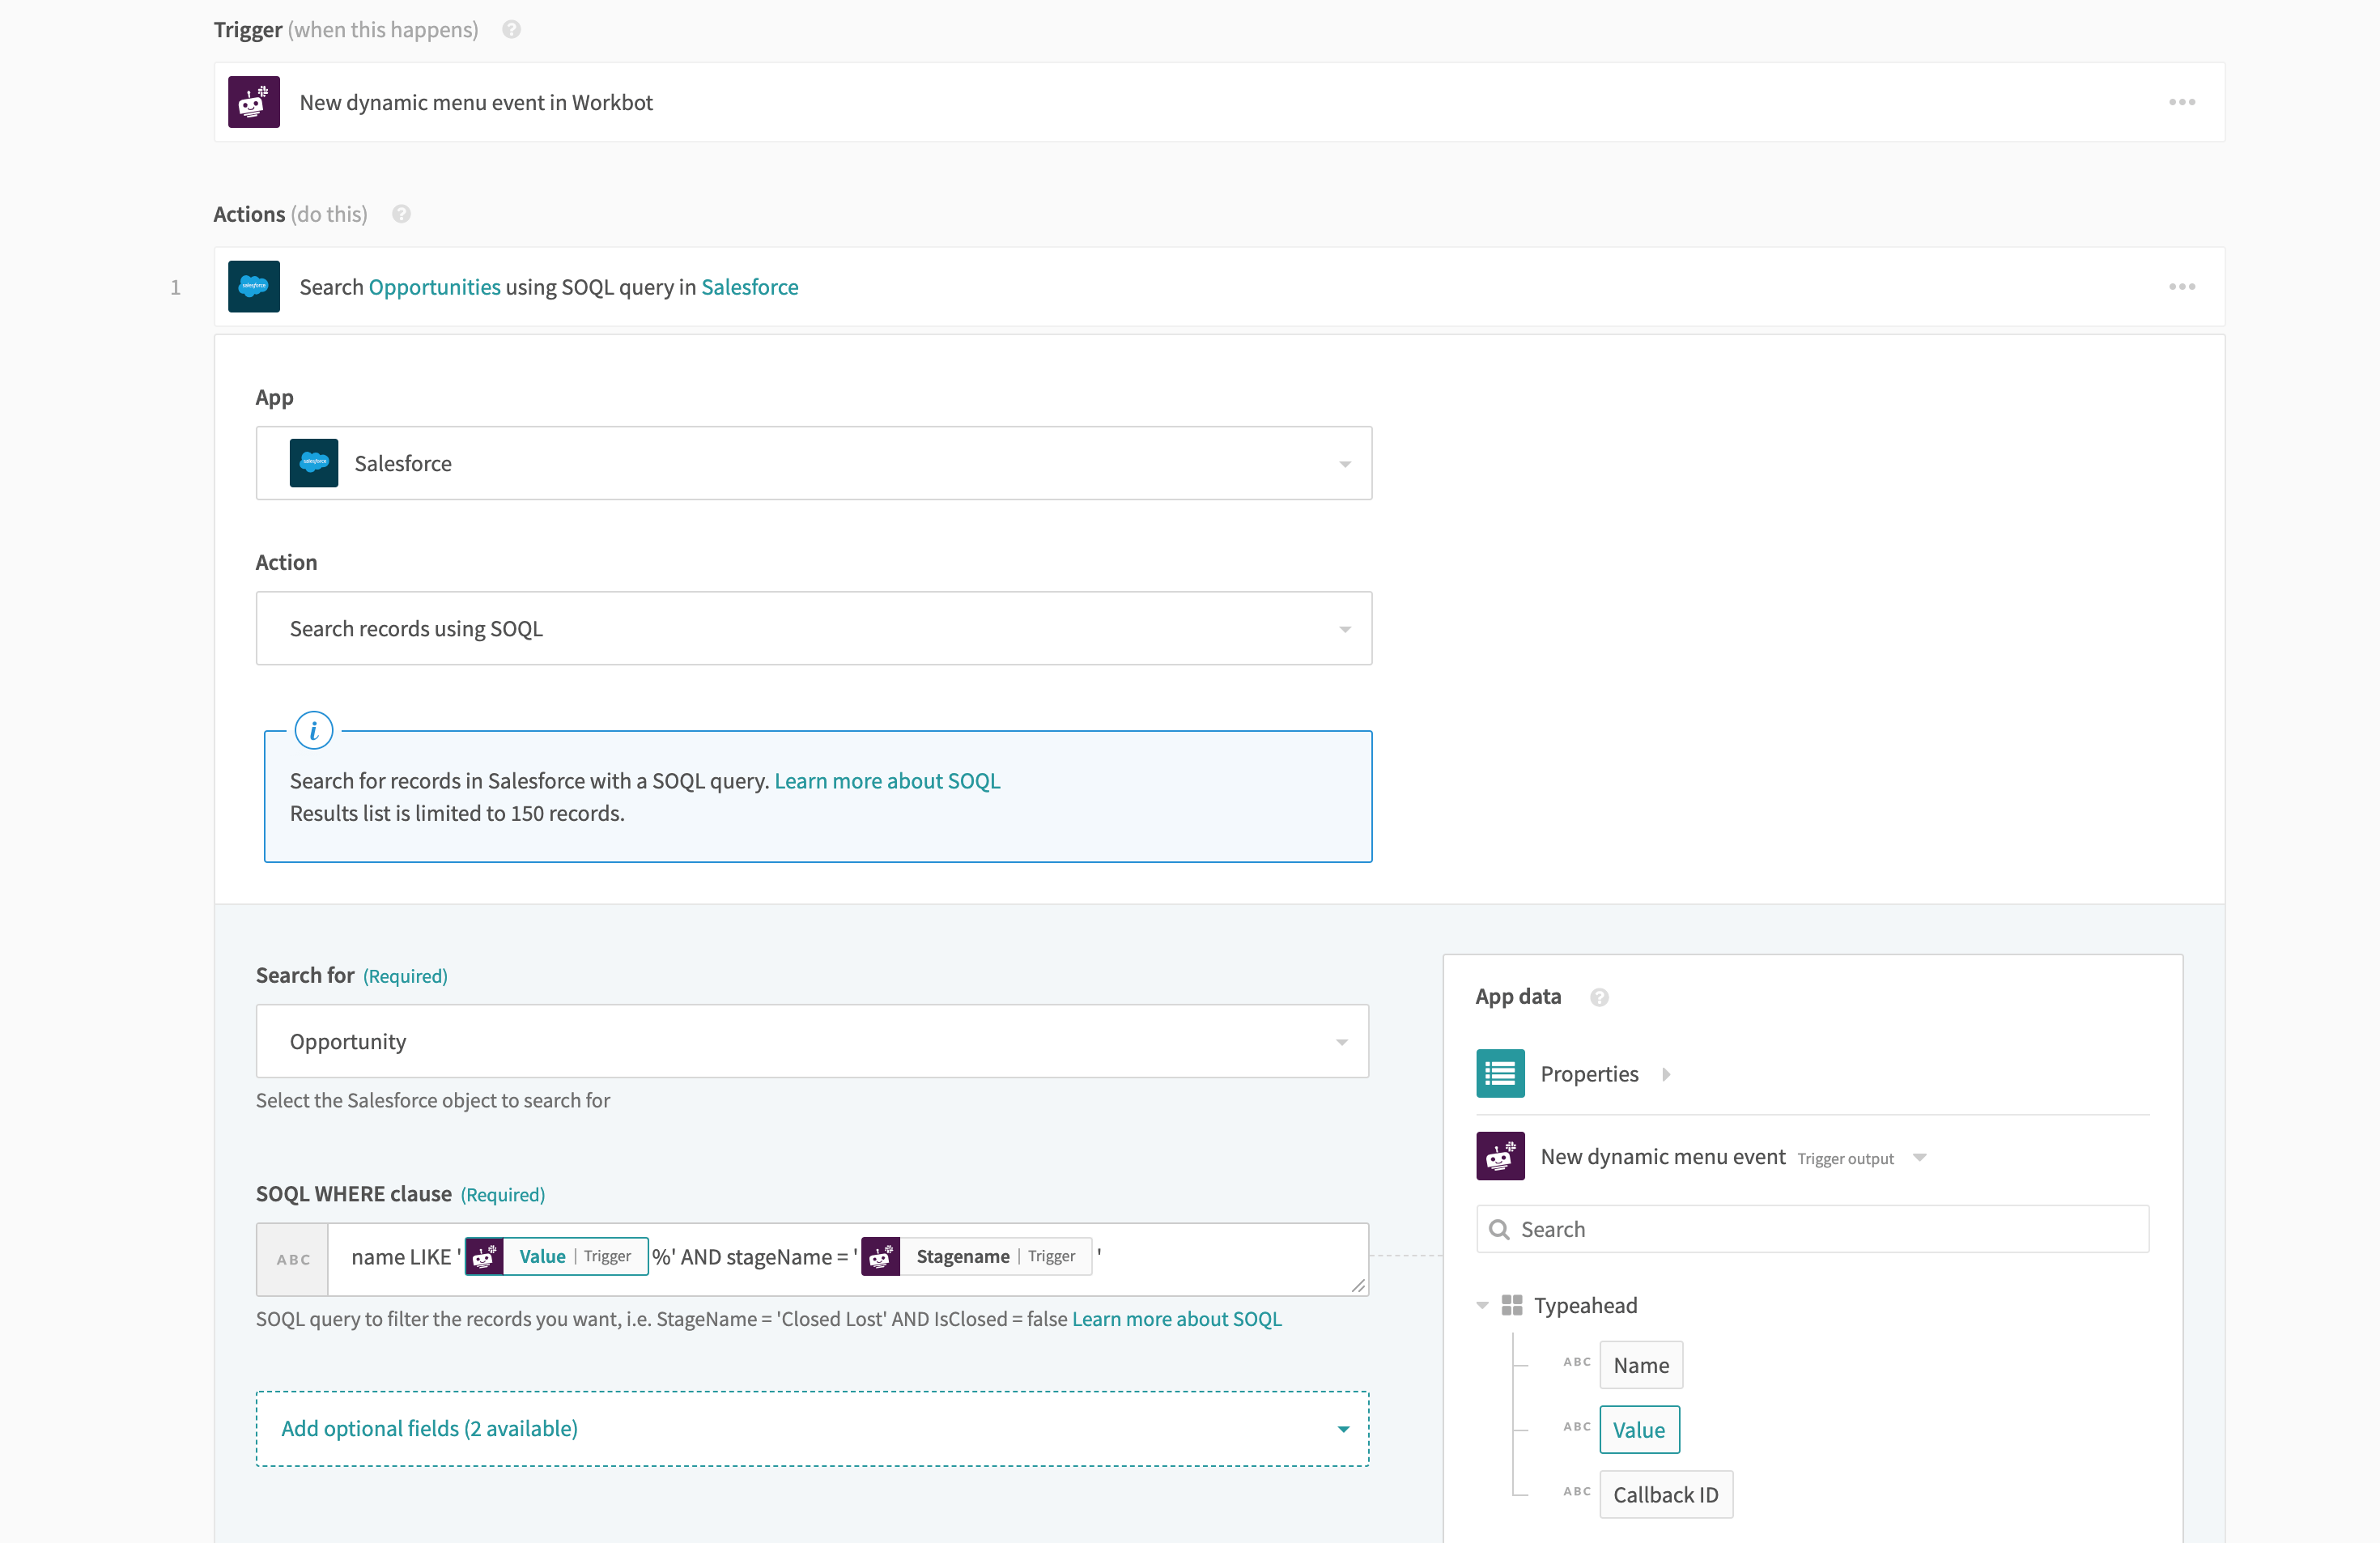 Trigger (when this happens) ?
New dynamic menu event in Workbot
Actions (do this) ?
1
salesforce
Search Opportunities using SOQL query in Salesforce
App
salesforce
Salesforce
Action
Search records using SOQL
i
Search for records in Salesforce with a SOQL query. Learn more about SOQL
Results list is limited to 150 records.
Search for (Required)
Opportunity
Select the Salesforce object to search for
SOQL WHERE clause (Required)
ABC name LIKE ' Value | Trigger %' AND stageName = ' Stagename | Trigger '
SOQL query to filter the records you want, i.e. StageName = 'Closed Lost' AND IsClosed = false Learn more about SOQL
Add optional fields (2 available)
App data ?
Properties
New dynamic menu event Trigger output
Search
Typeahead
ABC Name
ABC Value
ABC Callback ID